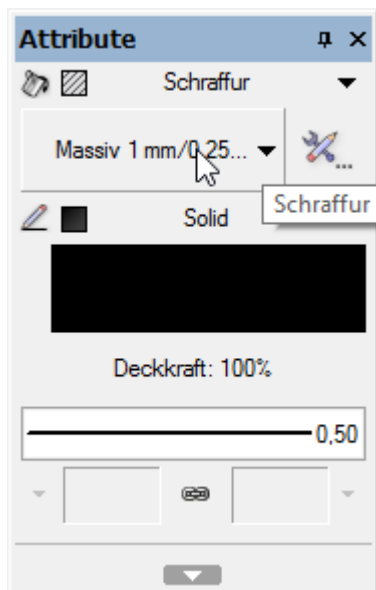 Attribute
Schraffur
Massiv 1 mm/0,25...
...
Schraffur
Solid
Deckkraft: 100%
0,50